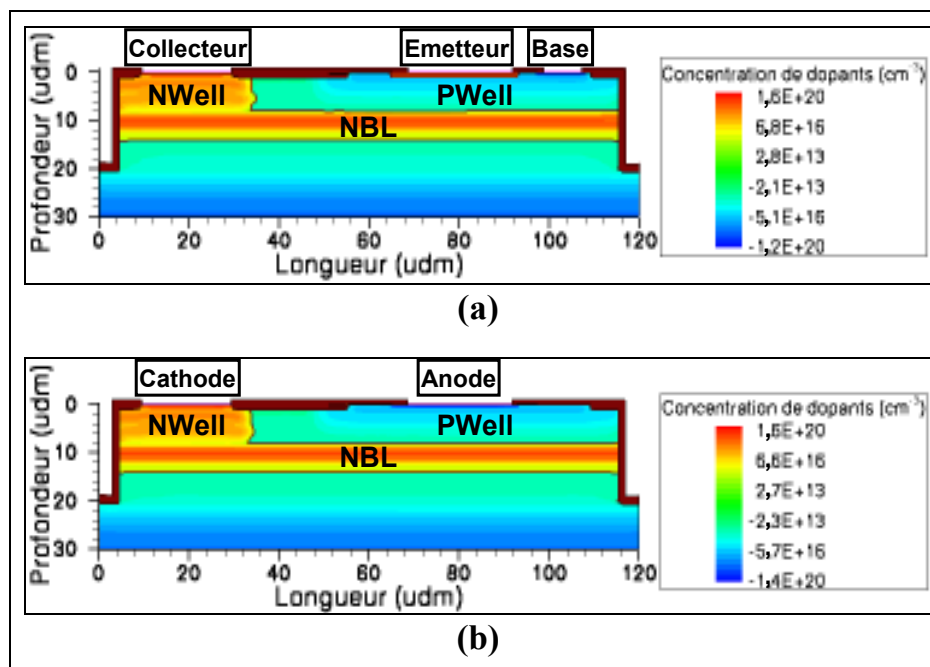 Collecteur Emetteur Base
Concentration de dopants (cm⁻³)
0
NWell PWell
10
NBL
20
30
Profondeur (udm)
0 20 40 60 80 100 120
Longueur (udm)
1,6E+20
6,8E+16
2,8E+13
-2,1E+13
-5,1E+16
-1,2E+20
(a)
Cathode Anode
Concentration de dopants (cm⁻³)
0
NWell PWell
10
NBL
20
30
Profondeur (udm)
0 20 40 60 80 100 120
Longueur (udm)
1,6E+20
6,6E+16
2,7E+13
-2,3E+13
-5,7E+16
-1,4E+20
(b)